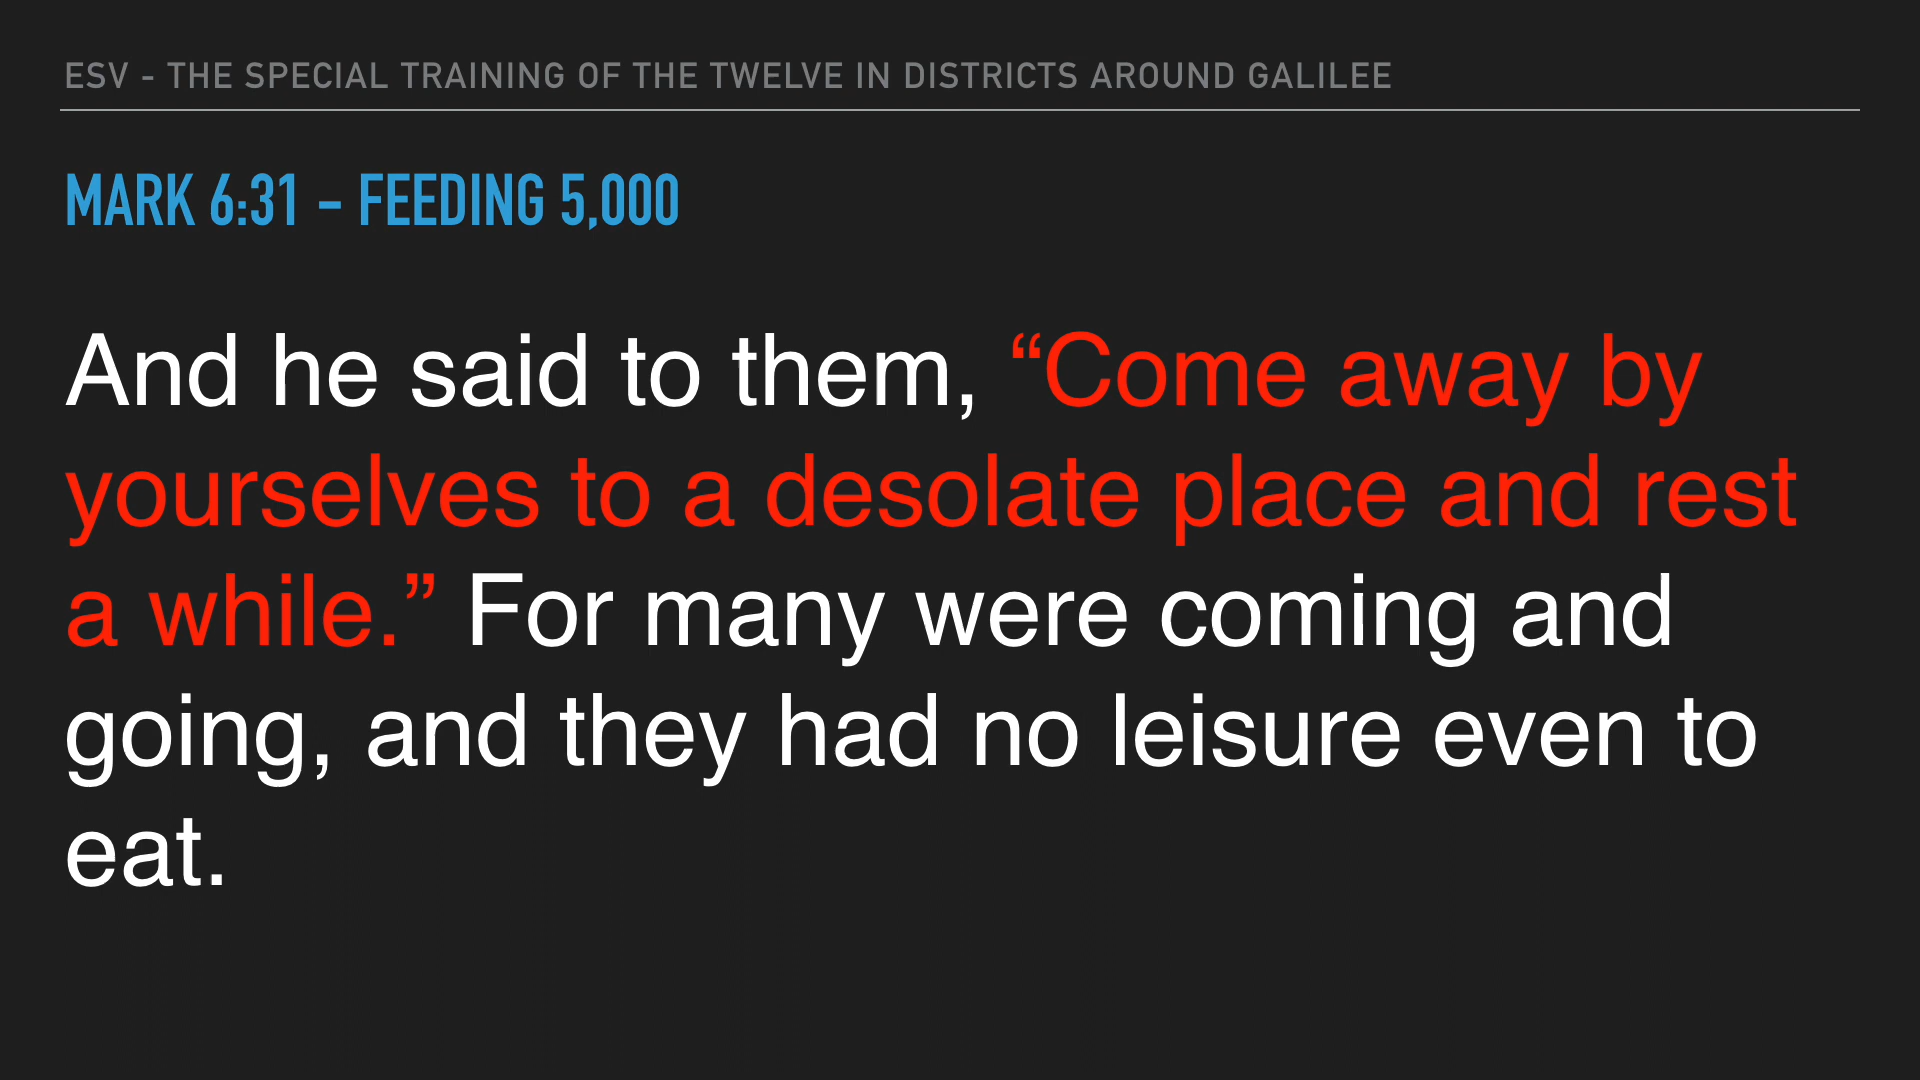 ESV - THE SPECIAL TRAINING OF THE TWELVE IN DISTRICTS AROUND GALILEE
MARK 6:31 - FEEDING 5,000
And he said to them, “Come away by
yourselves to a desolate place and rest
a while.” For many were coming and
going, and they had no leisure even to
eat.